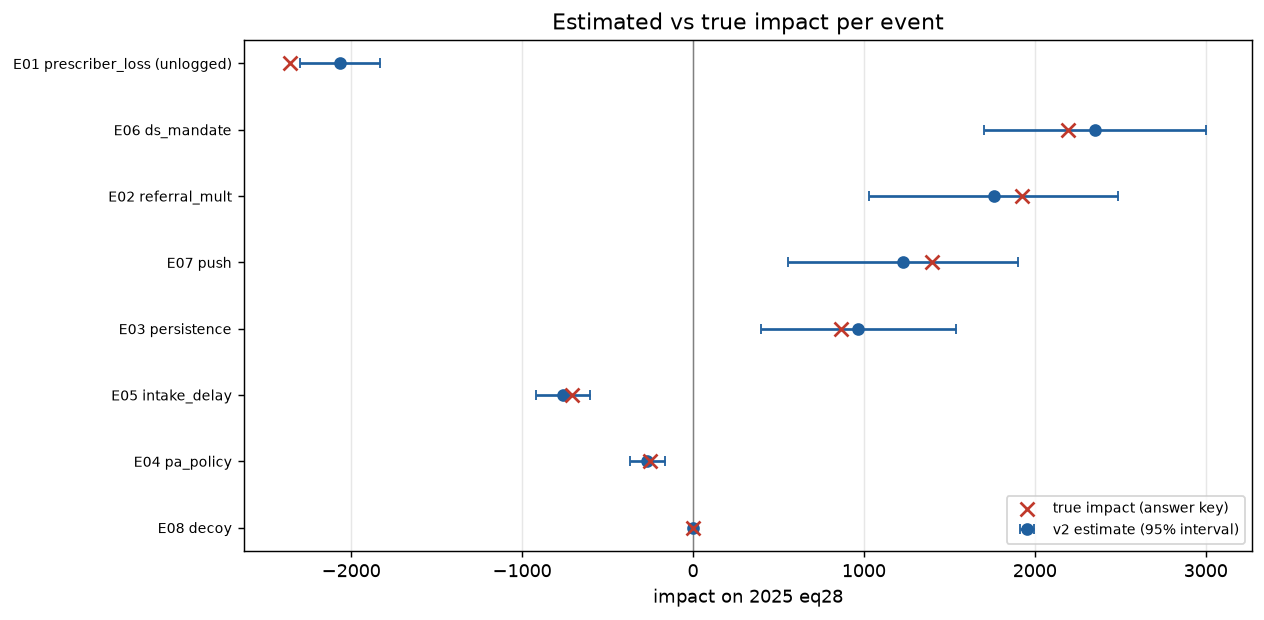 Estimated vs true impact per event
E01 prescriber_loss (unlogged)
E06 ds_mandate
E02 referral_mult
E07 push
E03 persistence
E05 intake_delay
E04 pa_policy
E08 decoy
true impact (answer key)
v2 estimate (95% interval)
−2000 −1000 0 1000 2000 3000
impact on 2025 eq28